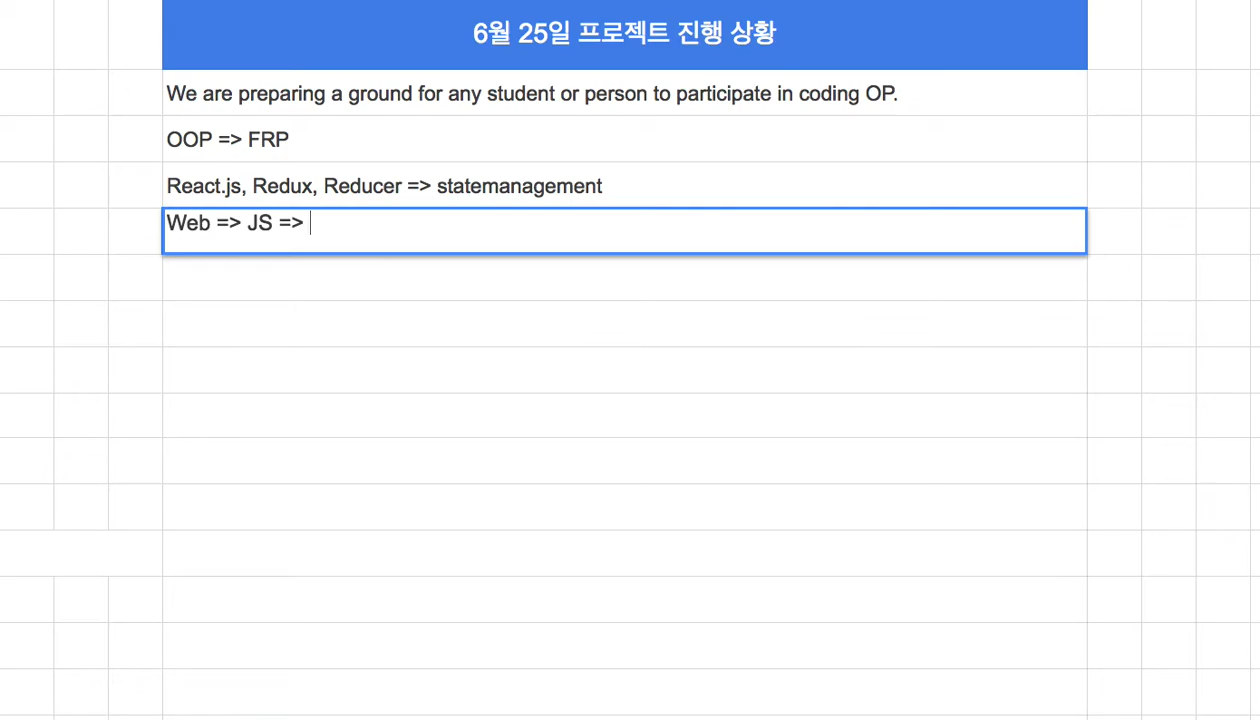 6월 25일 프로젝트 진행 상황
We are preparing a ground for any student or person to participate in coding OP.
OOP => FRP
React.js, Redux, Reducer => statemanagement
Web => JS =>